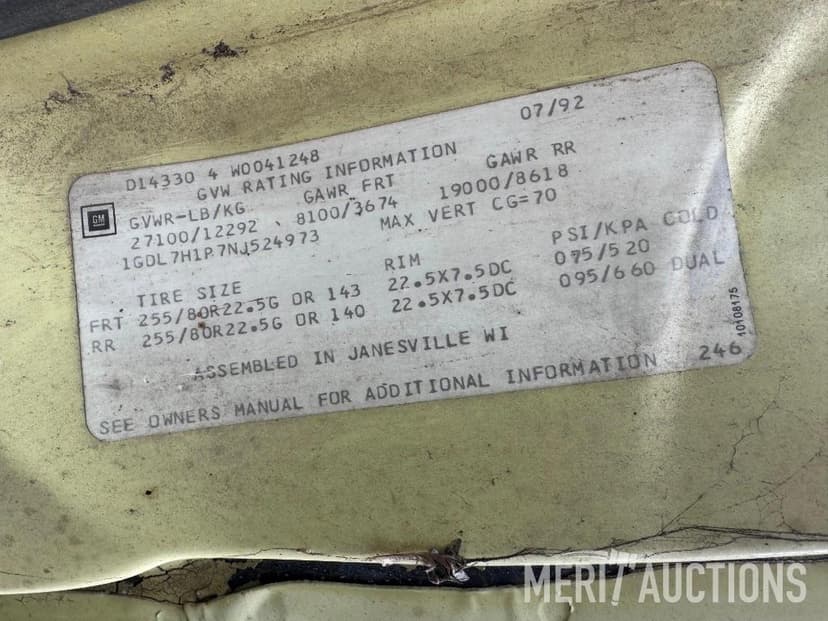 07/92
D14330 4 W0041248
GVW RATING INFORMATION
GM
GVWR-LB/KG GAWR FRT GAWR RR
27100/12292 8100/3674 19000/8618
1GDL7H1P7NJ524973 MAX VERT CG=70
TIRE SIZE RIM PSI/KPA COLD
FRT 255/80R22.5G OR 143 22.5X7.5DC 075/520
RR 255/80R22.5G OR 140 22.5X7.5DC 095/660 DUAL
ASSEMBLED IN JANESVILLE WI
SEE OWNERS MANUAL FOR ADDITIONAL INFORMATION 246
10108175
MERIT AUCTIONS